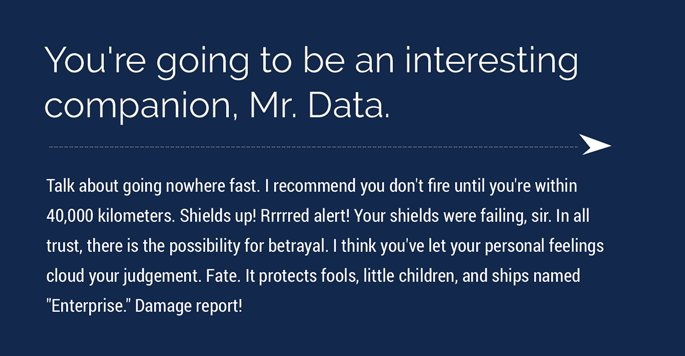 You're going to be an interesting
companion, Mr. Data.
Talk about going nowhere fast. I recommend you don't fire until you're within
40,000 kilometers. Shields up! Rrrrred alert! Your shields were failing, sir. In all
trust, there is the possibility for betrayal. I think you've let your personal feelings
cloud your judgement. Fate. It protects fools, little children, and ships named
"Enterprise." Damage report!